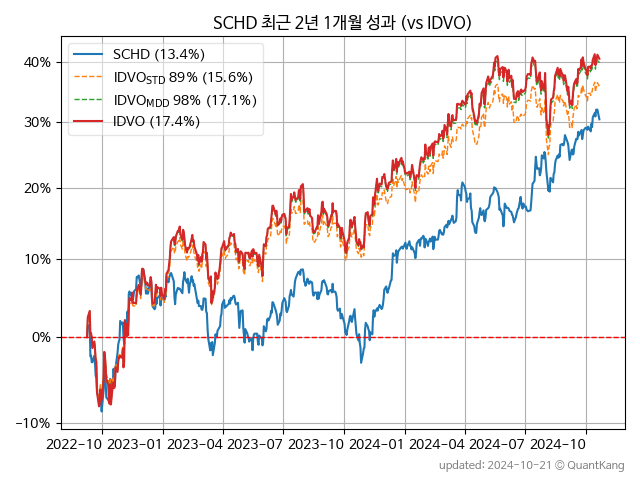 SCHD 최근 2년 1개월 성과 (vs IDVO)
SCHD (13.4%)
IDVO_STD 89% (15.6%)
IDVO_MDD 98% (17.1%)
IDVO (17.4%)
40%
30%
20%
10%
0%
−10%
2022-10 2023-01 2023-04 2023-07 2023-10 2024-01 2024-04 2024-07 2024-10
updated: 2024-10-21 © QuantKang